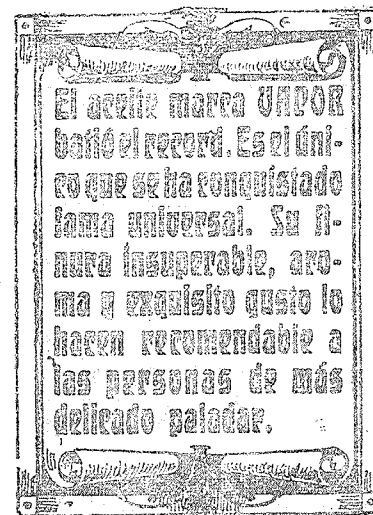 El aceite marca VAPOR
batió el record. Es el úni-
co que se ha conquistado
fama universal. Su fi-
nura insuperable, aro-
ma y exquisito gusto lo
hacen recomendable a
las personas de más
delicado paladar.